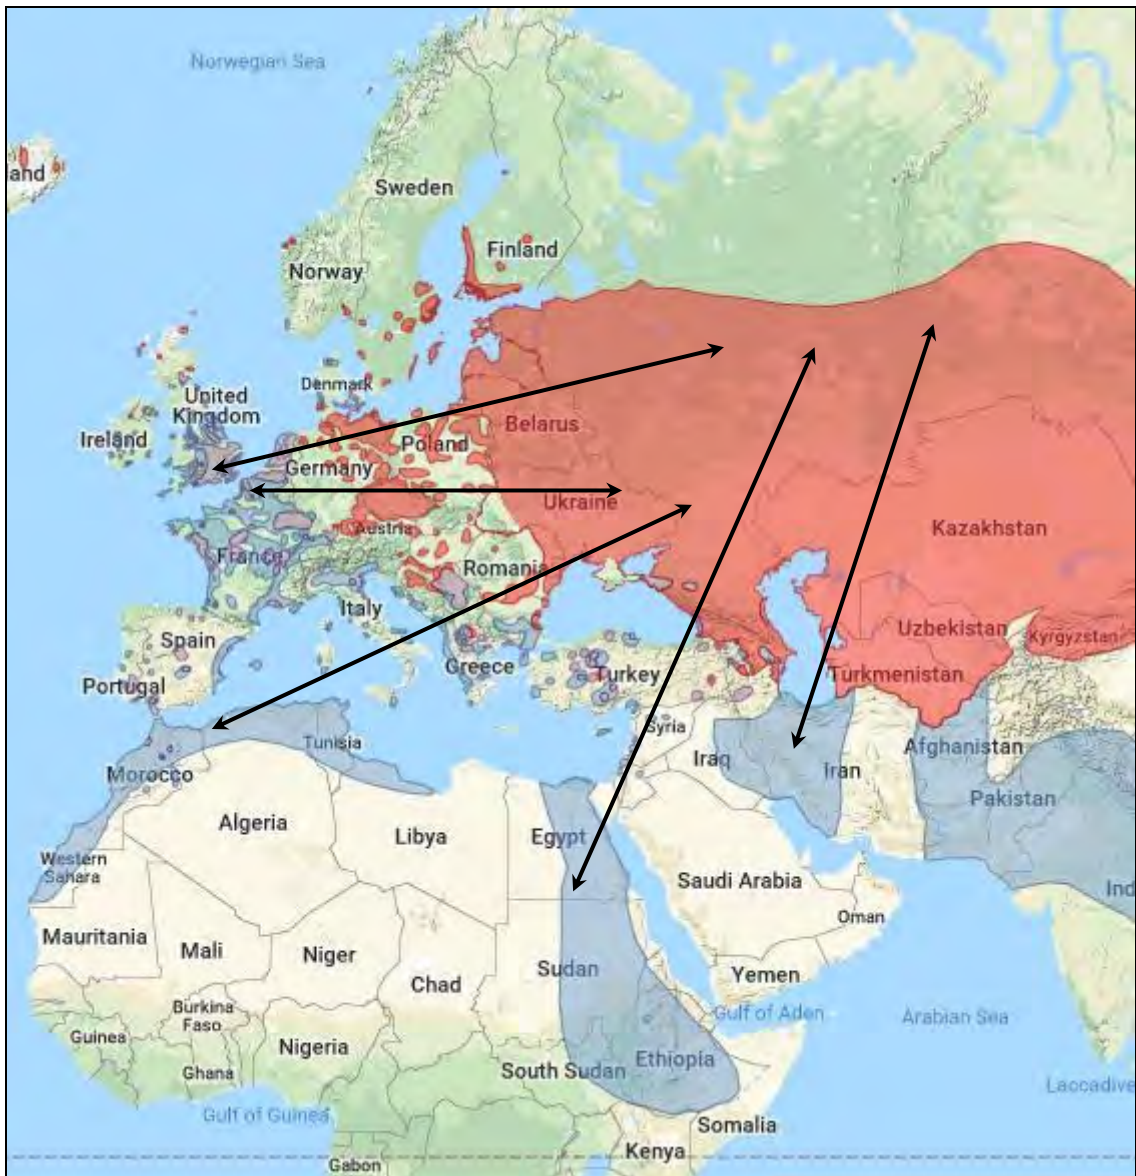 Norwegian Sea
and
Sweden
Finland
Norway
Denmark
United
Kingdom
Ireland
Belarus
Poland
Germany
Ukraine
Austria
Kazakhstan
France
Romania
Italy
Uzbekistan
Kyrgyzstan
Spain
Greece
Turkey
Turkmenistan
Portugal
Syria
Tunisia
Afghanistan
Iraq
Iran
Morocco
Pakistan
Algeria
Libya
Egypt
Western
Sahara
Saudi Arabia
Ind
Oman
Mauritania
Mali
Niger
Chad
Sudan
Yemen
Burkina
Faso
Gulf of Aden
Arabian Sea
Guinea
Nigeria
Ethiopia
Ghana
South Sudan
Laccadive
Gulf of Guinea
Somalia
Kenya
Gabon